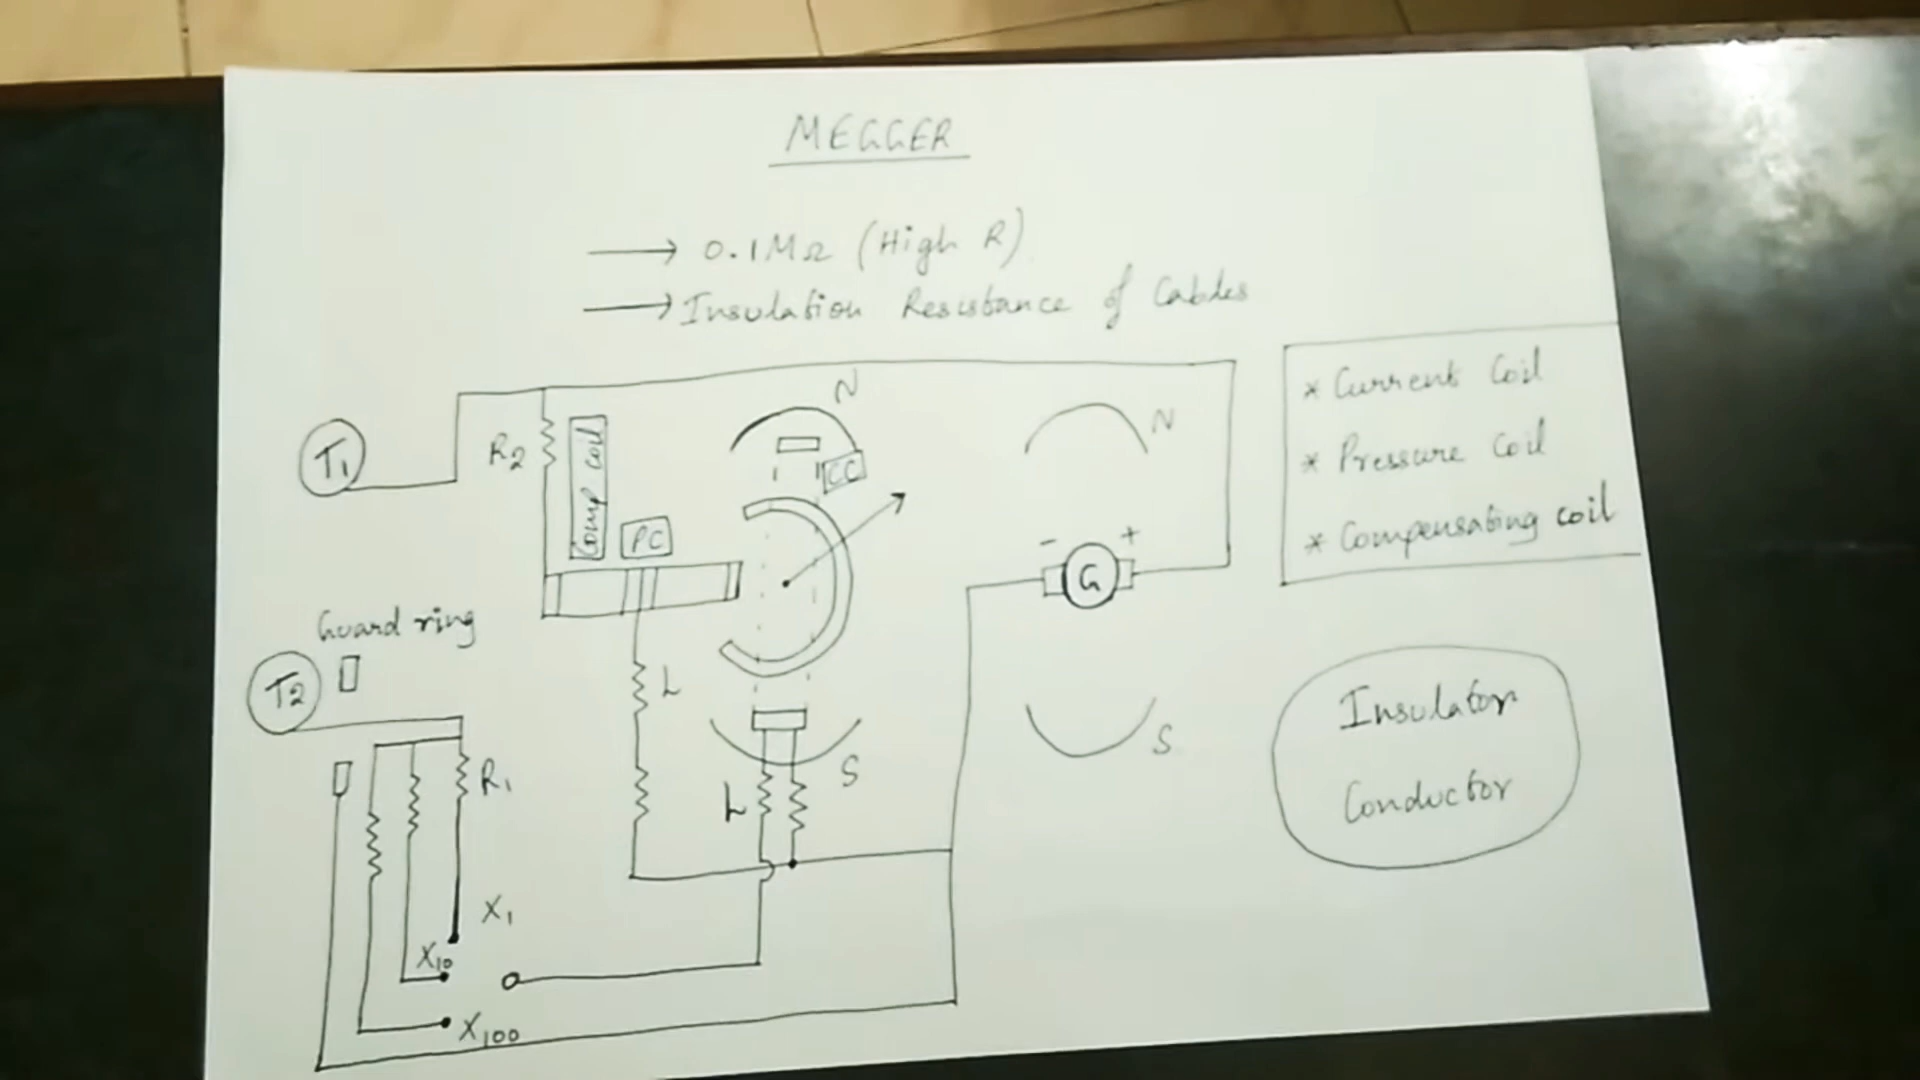 MEGGER
→ 0.1MΩ (High R)
→ Insulation Resistance of Cables
* Current Coil
* Pressure Coil
* Compensating coil
N
N
T1
R2
Comp coil
CC
PC
- +
G
Guard ring
T2
L
R1
L
S
S
Insulator
Conductor
X1
X10
X100